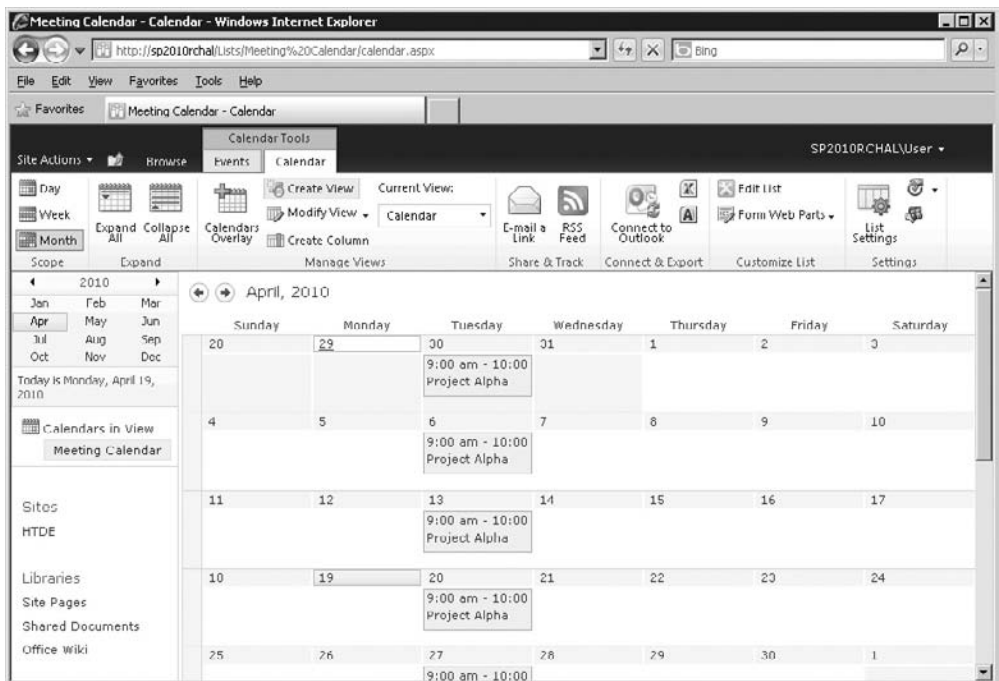 Meeting Calendar - Calendar - Windows Internet Explorer
http://sp2010rchal/Lists/Meeting%20Calendar/calendar.aspx
Bing
File Edit View Favorites Tools Help
Favorites
Meeting Calendar - Calendar
Calendar Tools
Site Actions
Browse
Events
Calendar
SP2010RCHAL\User
Day
Week
Month
Scope
Expand All
Collapse All
Expand
Calendars Overlay
Create View
Modify View
Create Column
Current View:
Calendar
Manage Views
E-mail a Link
RSS Feed
Share & Track
Connect to Outlook
Connect & Export
Edit List
Form Web Parts
Customize List
List Settings
Settings
2010
Jan Feb Mar
Apr May Jun
Jul Aug Sep
Oct Nov Dec
Today is Monday, April 19, 2010
Calendars in View
Meeting Calendar
Sites
HTDE
Libraries
Site Pages
Shared Documents
Office Wiki
April, 2010
Sunday Monday Tuesday Wednesday Thursday Friday Saturday
20 29 30 31 1 2 3
9:00 am - 10:00
Project Alpha
4 5 6 7 8 9 10
9:00 am - 10:00
Project Alpha
11 12 13 14 15 16 17
9:00 am - 10:00
Project Alpha
10 19 20 21 22 23 24
9:00 am - 10:00
Project Alpha
25 26 27 28 29 30 1
9:00 am - 10:00